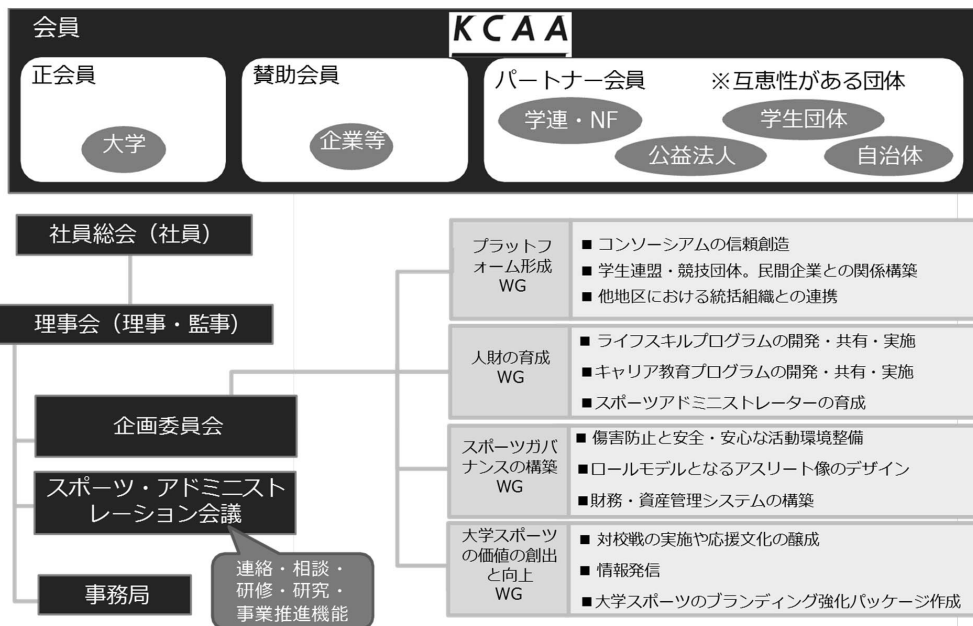 会員
KCAA
正会員
大学
賛助会員
企業等
パートナー会員 ※互恵性がある団体
学連・NF
学生団体
公益法人
自治体
社員総会（社員）
理事会（理事・監事）
企画委員会
スポーツ・アドミニスト
レーション会議
連絡・相談・
研修・研究・
事業推進機能
事務局
プラットフ
ォーム形成
WG
■ コンソーシアムの信頼創造
■ 学生連盟・競技団体。民間企業との関係構築
■ 他地区における統括組織との連携
人財の育成
WG
■ ライフスキルプログラムの開発・共有・実施
■キャリア教育プログラムの開発・共有・実施
■スポーツアドミニストレーターの育成
スポーツガバ
ナンスの構築
WG
■ 傷害防止と安全・安心な活動環境整備
■ロールモデルとなるアスリート像のデザイン
■財務・資産管理システムの構築
大学スポーツ
の価値の創出
と向上
WG
■ 対校戦の実施や応援文化の醸成
■ 情報発信
■大学スポーツのブランディング強化パッケージ作成